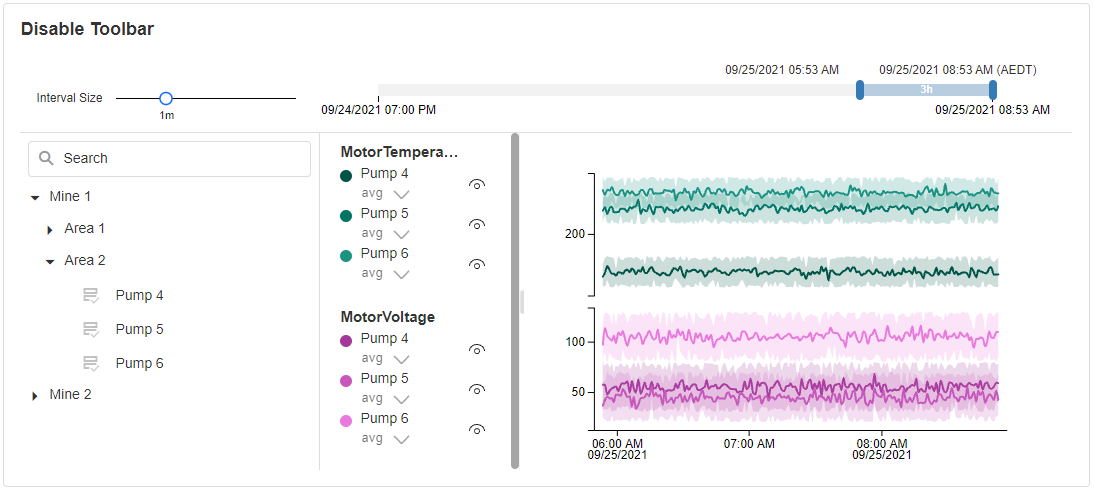 Disable Toolbar
09/25/2021 05:53 AM
09/25/2021 08:53 AM (AEDT)
Interval Size
1m
3h
09/24/2021 07:00 PM
09/25/2021 08:53 AM
Search
Mine 1
Area 1
Area 2
Pump 4
Pump 5
Pump 6
Mine 2
MotorTempera...
Pump 4
avg
Pump 5
avg
Pump 6
avg
MotorVoltage
Pump 4
avg
Pump 5
avg
Pump 6
avg
200
100
50
06:00 AM
09/25/2021
07:00 AM
08:00 AM
09/25/2021